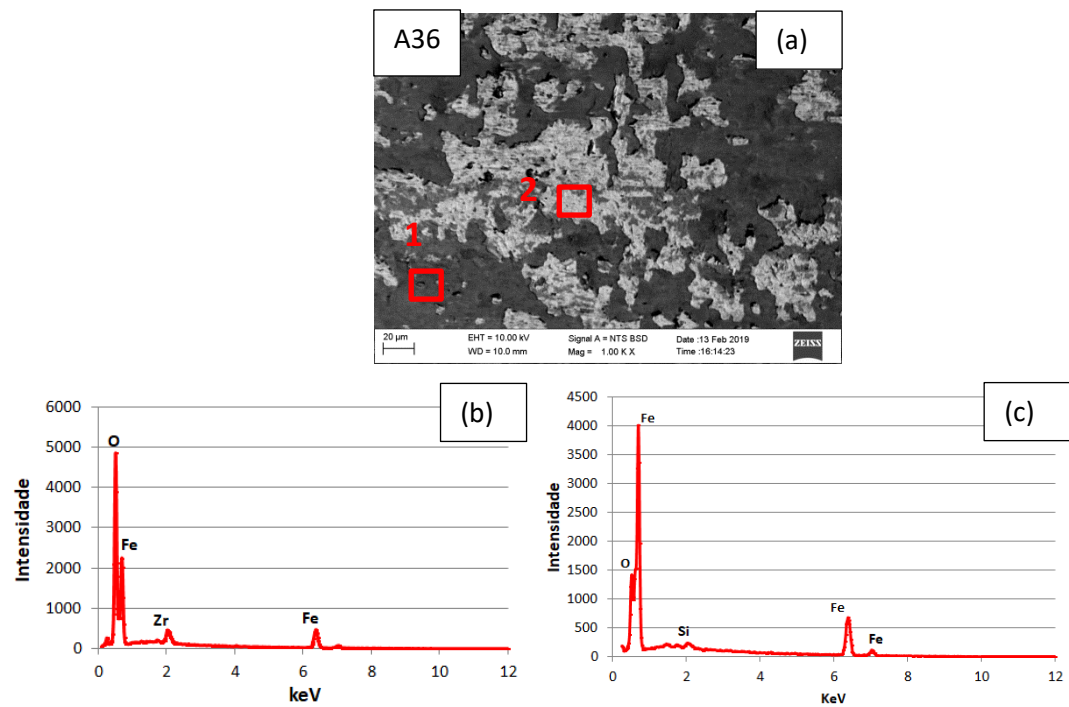 A36
(a)
2
1
20 µm
EHT = 10.00 kV
Signal A = NTS BSD
Date :13 Feb 2019
WD = 10.0 mm
Mag = 1.00 K X
Time :16:14:23
ZEISS
(b)
6000
5000
4000
3000
2000
1000
0
Intensidade
O
Fe
Zr
Fe
0 2 4 6 8 10 12
keV
(c)
4500
4000
3500
3000
2500
2000
1500
1000
500
0
Intensidade
Fe
O
Si
Fe
Fe
0 2 4 6 8 10 12
KeV